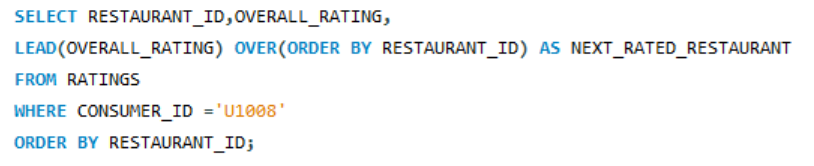 SELECT RESTAURANT_ID,OVERALL_RATING,
LEAD(OVERALL_RATING) OVER(ORDER BY RESTAURANT_ID) AS NEXT_RATED_RESTAURANT
FROM RATINGS
WHERE CONSUMER_ID ='U1008'
ORDER BY RESTAURANT_ID;